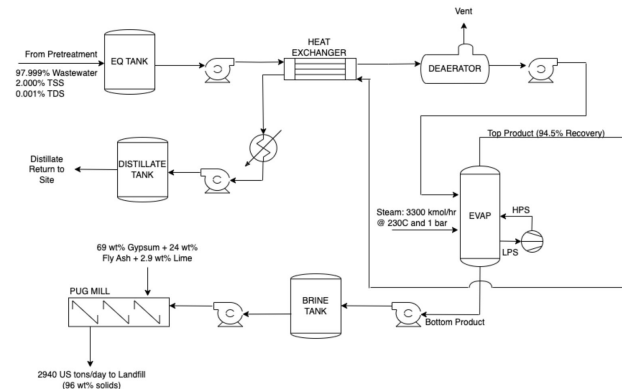 Vent
From Pretreatment
97.999% Wastewater
2.000% TSS
0.001% TDS
EQ TANK
HEAT
EXCHANGER
DEAERATOR
Top Product (94.5% Recovery)
Distillate
Return to
Site
DISTILLATE
TANK
Steam: 3300 kmol/hr
@ 230C and 1 bar
EVAP
HPS
LPS
69 wt% Gypsum + 24 wt%
Fly Ash + 2.9 wt% Lime
PUG MILL
BRINE
TANK
Bottom Product
2940 US tons/day to Landfill
(96 wt% solids)